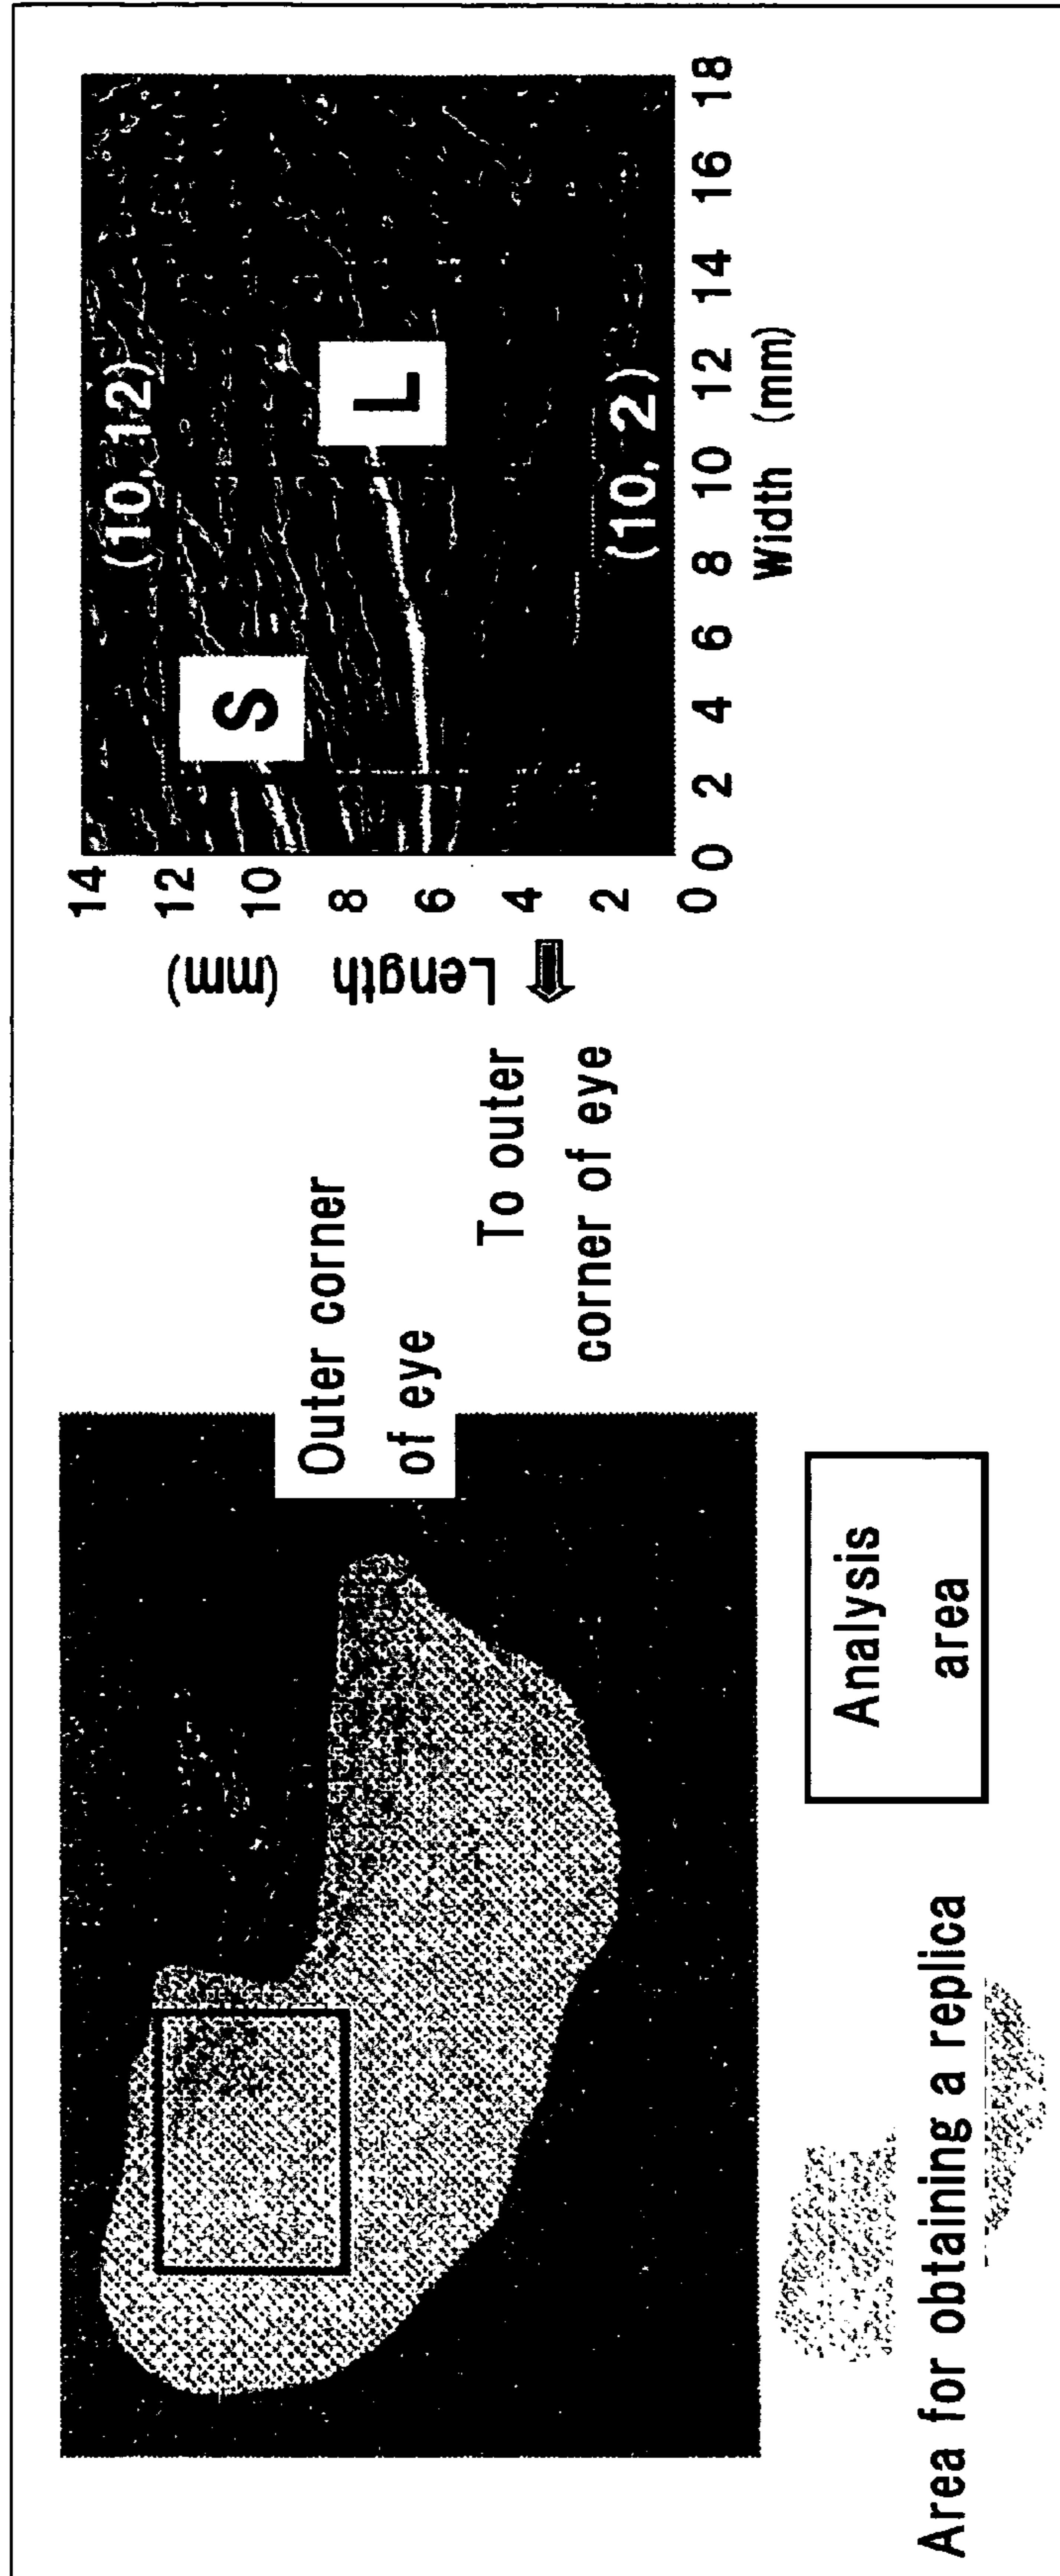 Outer corner
of eye
Analysis
area
Area for obtaining a replica
To outer
corner of eye
Length (mm)
14
12
10
8
6
4
2
0
(10, 12)
S
L
(10, 2)
0 2 4 6 8 10 12 14 16 18
Width (mm)